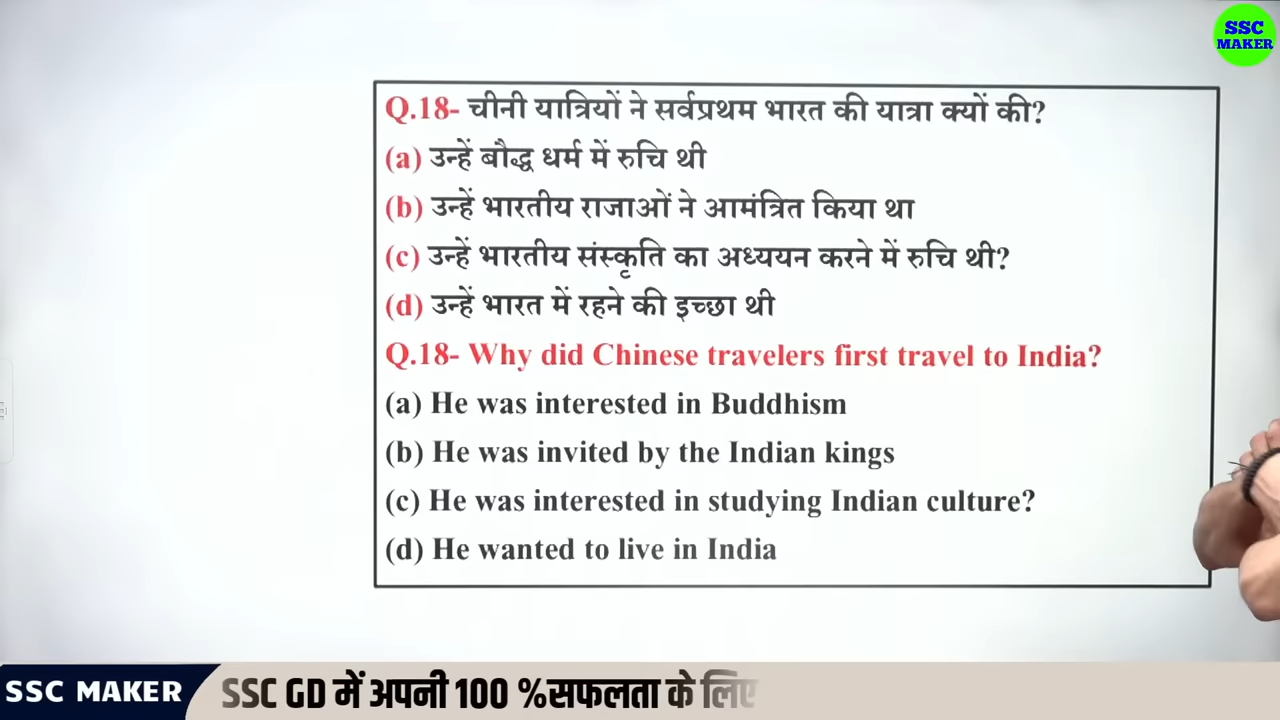 SSC
MAKER
Q.18- चीनी यात्रियों ने सर्वप्रथम भारत की यात्रा क्यों की?
(a) उन्हें बौद्ध धर्म में रुचि थी
(b) उन्हें भारतीय राजाओं ने आमंत्रित किया था
(c) उन्हें भारतीय संस्कृति का अध्ययन करने में रुचि थी?
(d) उन्हें भारत में रहने की इच्छा थी
Q.18- Why did Chinese travelers first travel to India?
(a) He was interested in Buddhism
(b) He was invited by the Indian kings
(c) He was interested in studying Indian culture?
(d) He wanted to live in India
SSC MAKER SSC GD में अपनी 100 %सफलता के लिए